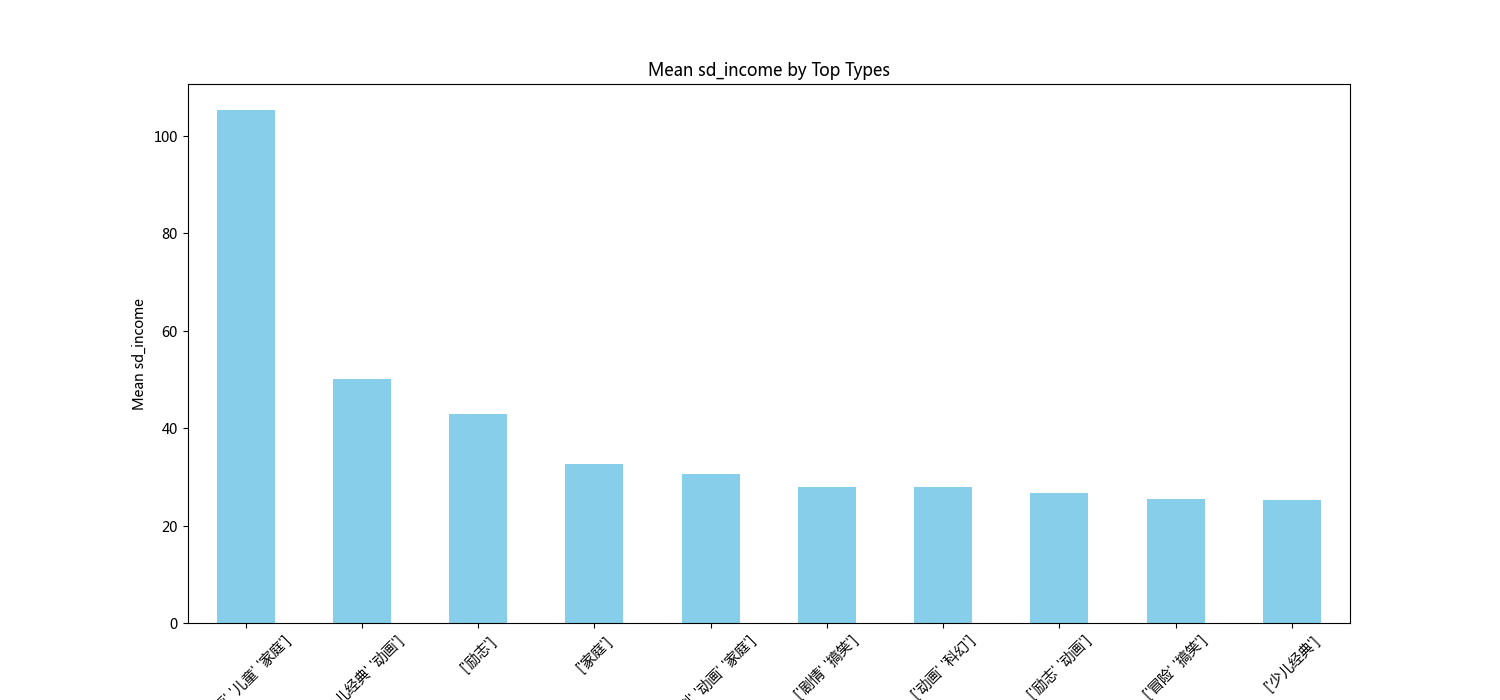 Mean sd_income by Top Types
Mean sd_income
100
80
60
40
20
0
'儿童' '家庭']
儿经典' '动画']
['励志']
['家庭']
'动画' '家庭']
['剧情' '搞笑']
['动画' '科幻']
['励志' '动画']
['冒险' '搞笑']
['少儿经典']